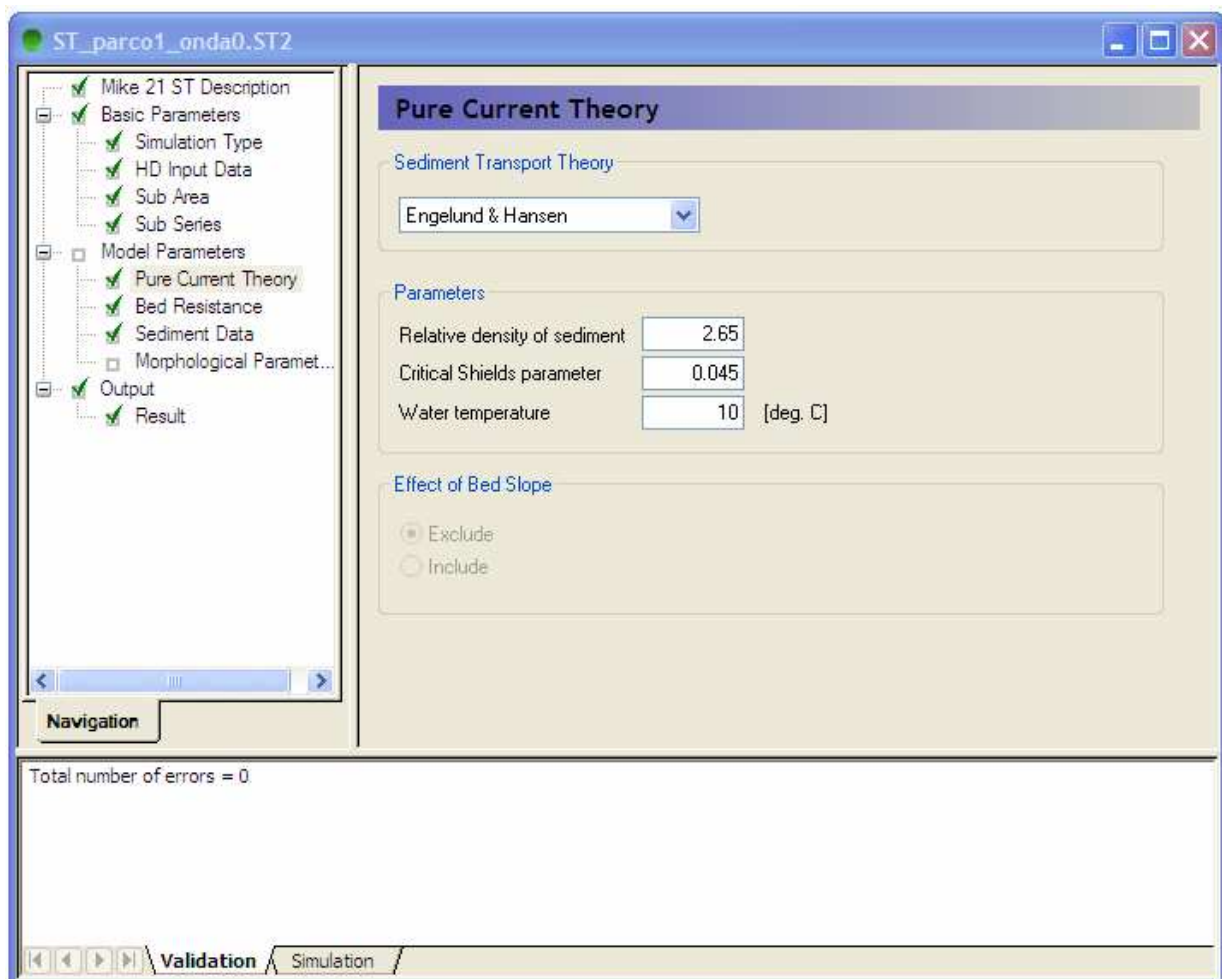 ST_parco1_onda0.ST2
Mike 21 ST Description
Basic Parameters
Simulation Type
HD Input Data
Sub Area
Sub Series
Model Parameters
Pure Current Theory
Bed Resistance
Sediment Data
Morphological Paramet...
Output
Result
Navigation
Pure Current Theory
Sediment Transport Theory
Engelund & Hansen
Parameters
Relative density of sediment 2.65
Critical Shields parameter 0.045
Water temperature 10 [deg. C]
Effect of Bed Slope
Exclude
Include
Total number of errors = 0
Validation Simulation